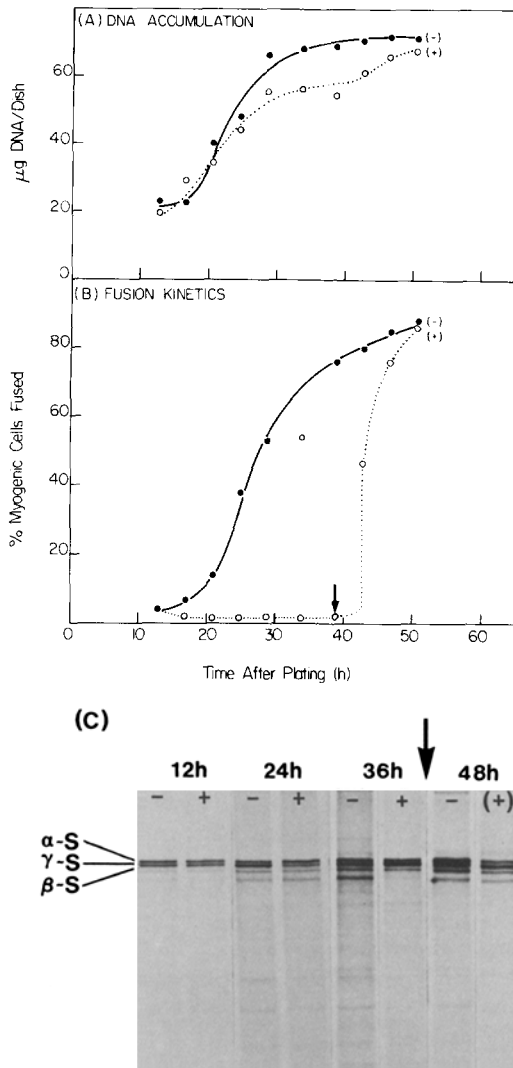 (A) DNA ACCUMULATION
(-)
(+)
µg DNA/Dish
60
40
20
0
(B) FUSION KINETICS
(-)
(+)
% Myogenic Cells Fused
80
60
40
20
0 10 20 30 40 50 60
Time After Plating (h)
(C)
12h 24h 36h 48h
− + − + − + − (+)
α-S
γ-S
β-S